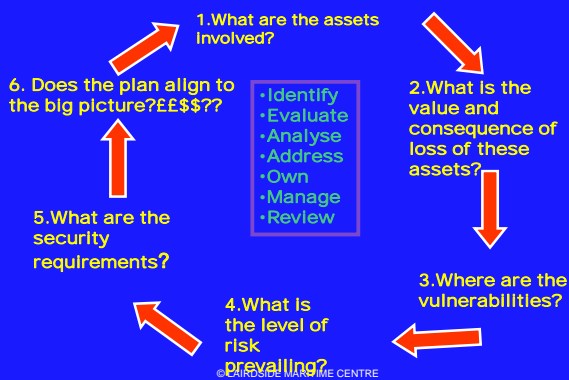 1.What are the assets
involved?
2.What is the
value and
consequence of
loss of these
assets?
3.Where are the
vulnerabilities?
4.What is
the level of
risk
prevailing?
5.What are the
security
requirements?
6. Does the plan align to
the big picture?££$$??
•Identify
•Evaluate
•Analyse
•Address
•Own
•Manage
•Review
© LAIRDSIDE MARITIME CENTRE